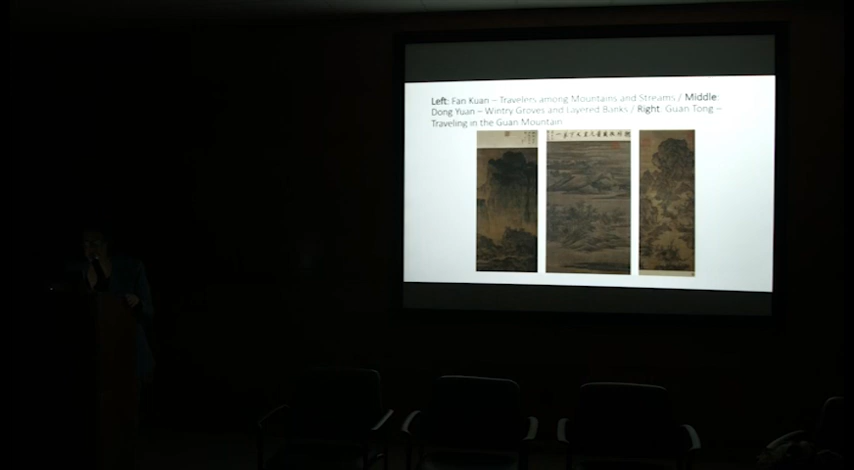 Left: Fan Kuan – Travelers among Mountains and Streams / Middle:
Dong Yuan – Wintry Groves and Layered Banks / Right: Guan Tong –
Traveling in the Guan Mountain